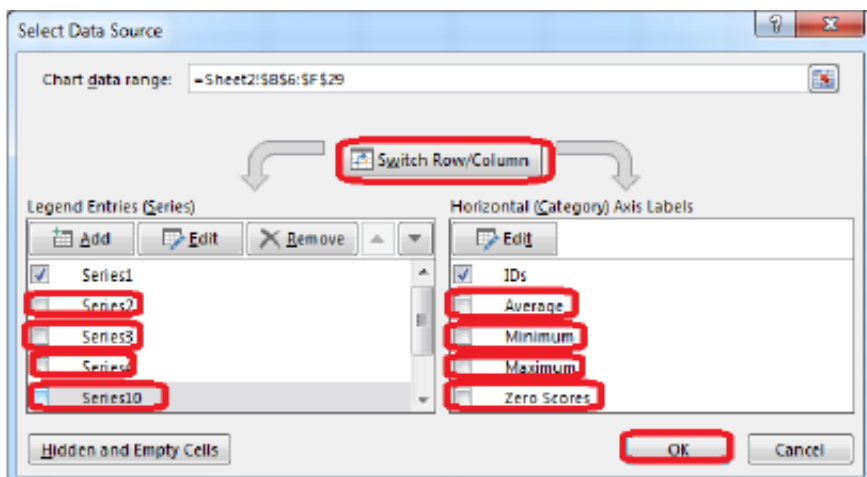 Select Data Source
Chart data range: =Sheet2!$B$6:$F$29
Switch Row/Column
Legend Entries (Series)
Add Edit Remove
Series1
Series2
Series3
Series4
Series10
Horizontal (Category) Axis Labels
Edit
IDs
Average
Minimum
Maximum
Zero Scores
Hidden and Empty Cells
OK Cancel